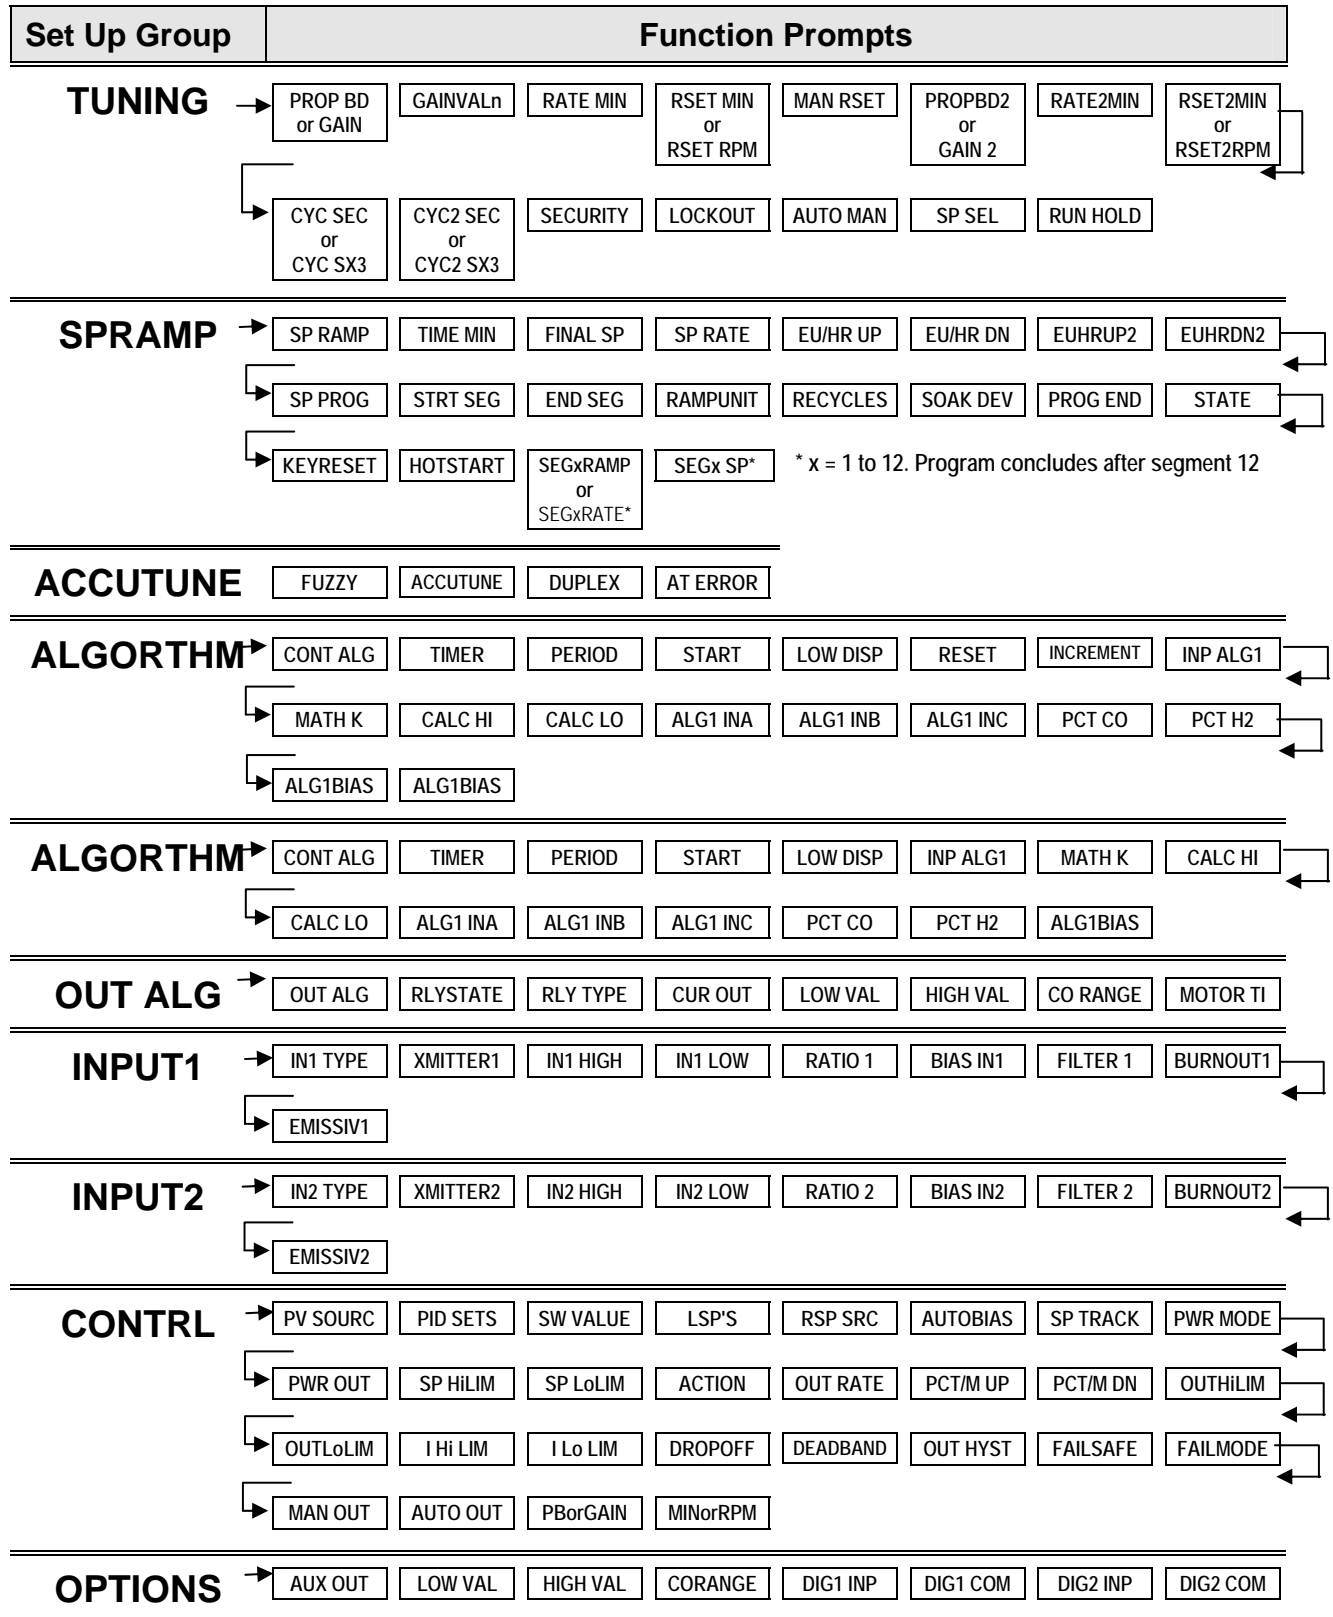 Set Up Group
Function Prompts
TUNING
PROP BD
or GAIN
GAINVALn
RATE MIN
RSET MIN
or
RSET RPM
MAN RSET
PROPBD2
or
GAIN 2
RATE2MIN
RSET2MIN
or
RSET2RPM
CYC SEC
or
CYC SX3
CYC2 SEC
or
CYC2 SX3
SECURITY
LOCKOUT
AUTO MAN
SP SEL
RUN HOLD
SPRAMP
SP RAMP
TIME MIN
FINAL SP
SP RATE
EU/HR UP
EU/HR DN
EUHRUP2
EUHRDN2
SP PROG
STRT SEG
END SEG
RAMPUNIT
RECYCLES
SOAK DEV
PROG END
STATE
KEYRESET
HOTSTART
SEGxRAMP
or
SEGxRATE*
SEGx SP*
* x = 1 to 12. Program concludes after segment 12
ACCUTUNE
FUZZY
ACCUTUNE
DUPLEX
AT ERROR
ALGORTHM
CONT ALG
TIMER
PERIOD
START
LOW DISP
RESET
INCREMENT
INP ALG1
MATH K
CALC HI
CALC LO
ALG1 INA
ALG1 INB
ALG1 INC
PCT CO
PCT H2
ALG1BIAS
ALG1BIAS
ALGORTHM
CONT ALG
TIMER
PERIOD
START
LOW DISP
INP ALG1
MATH K
CALC HI
CALC LO
ALG1 INA
ALG1 INB
ALG1 INC
PCT CO
PCT H2
ALG1BIAS
OUT ALG
OUT ALG
RLYSTATE
RLY TYPE
CUR OUT
LOW VAL
HIGH VAL
CO RANGE
MOTOR TI
INPUT1
IN1 TYPE
XMITTER1
IN1 HIGH
IN1 LOW
RATIO 1
BIAS IN1
FILTER 1
BURNOUT1
EMISSIV1
INPUT2
IN2 TYPE
XMITTER2
IN2 HIGH
IN2 LOW
RATIO 2
BIAS IN2
FILTER 2
BURNOUT2
EMISSIV2
CONTRL
PV SOURC
PID SETS
SW VALUE
LSP'S
RSP SRC
AUTOBIAS
SP TRACK
PWR MODE
PWR OUT
SP HiLIM
SP LoLIM
ACTION
OUT RATE
PCT/M UP
PCT/M DN
OUTHiLIM
OUTLoLIM
I Hi LIM
I Lo LIM
DROPOFF
DEADBAND
OUT HYST
FAILSAFE
FAILMODE
MAN OUT
AUTO OUT
PBorGAIN
MINorRPM
OPTIONS
AUX OUT
LOW VAL
HIGH VAL
CORANGE
DIG1 INP
DIG1 COM
DIG2 INP
DIG2 COM